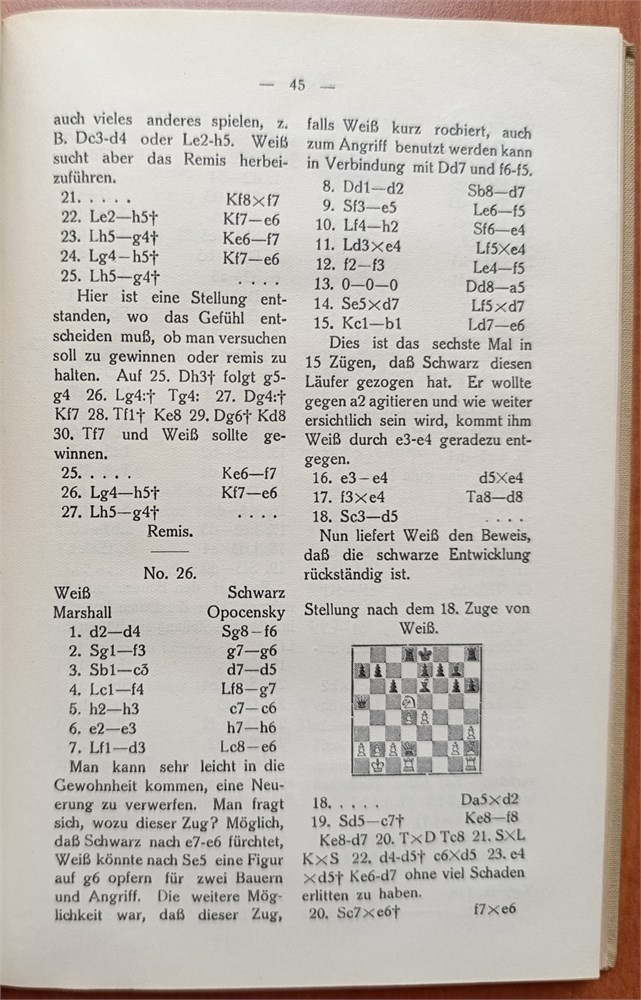 — 45 —
auch vieles anderes spielen, z.
B. Dc3-d4 oder Le2-h5. Weiß
sucht aber das Remis herbei-
zuführen.
21. . . . . Kf8×f7
22. Le2—h5† Kf7—e6
23. Lh5—g4† Ke6—f7
24. Lg4—h5† Kf7—e6
25. Lh5—g4† . . . .
Hier ist eine Stellung ent-
standen, wo das Gefühl ent-
scheiden muß, ob man versuchen
soll zu gewinnen oder remis zu
halten. Auf 25. Dh3† folgt g5-
g4 26. Lg4:† Tg4: 27. Dg4:†
Kf7 28. Tf1† Ke8 29. Dg6† Kd8
30. Tf7 und Weiß sollte ge-
winnen.
25. . . . . Ke6—f7
26. Lg4—h5† Kf7—e6
27. Lh5—g4† . . . .
Remis.
No. 26.
Weiß Schwarz
Marshall Opocensky
1. d2—d4 Sg8—f6
2. Sg1—f3 g7—g6
3. Sb1—c3 d7—d5
4. Lc1—f4 Lf8—g7
5. h2—h3 c7—c6
6. e2—e3 h7—h6
7. Lf1—d3 Lc8—e6
Man kann sehr leicht in die
Gewohnheit kommen, eine Neu-
erung zu verwerfen. Man fragt
sich, wozu dieser Zug? Möglich,
daß Schwarz nach e7-e6 fürchtet,
Weiß könnte nach Se5 eine Figur
auf g6 opfern für zwei Bauern
und Angriff. Die weitere Mög-
lichkeit war, daß dieser Zug,
falls Weiß kurz rochiert, auch
zum Angriff benutzt werden kann
in Verbindung mit Dd7 und f6-f5.
8. Dd1—d2 Sb8—d7
9. Sf3—e5 Le6—f5
10. Lf4—h2 Sf6—e4
11. Ld3×e4 Lf5×e4
12. f2—f3 Le4—f5
13. 0—0—0 Dd8—a5
14. Se5×d7 Lf5×d7
15. Kc1—b1 Ld7—e6
Dies ist das sechste Mal in
15 Zügen, daß Schwarz diesen
Läufer gezogen hat. Er wollte
gegen a2 agitieren und wie weiter
ersichtlich sein wird, kommt ihm
Weiß durch e3-e4 geradezu ent-
gegen.
16. e3—e4 d5×e4
17. f3×e4 Ta8—d8
18. Sc3—d5 . . . .
Nun liefert Weiß den Beweis,
daß die schwarze Entwicklung
rückständig ist.
Stellung nach dem 18. Zuge von
Weiß.
18. . . . . Da5×d2
19. Sd5—c7† Ke8—f8
Ke8-d7 20. T×D Tc8 21. S×L
K×S 22. d4-d5† c6×d5 23. e4
×d5† Ke6-d7 ohne viel Schaden
erlitten zu haben.
20. Sc7×e6† f7×e6